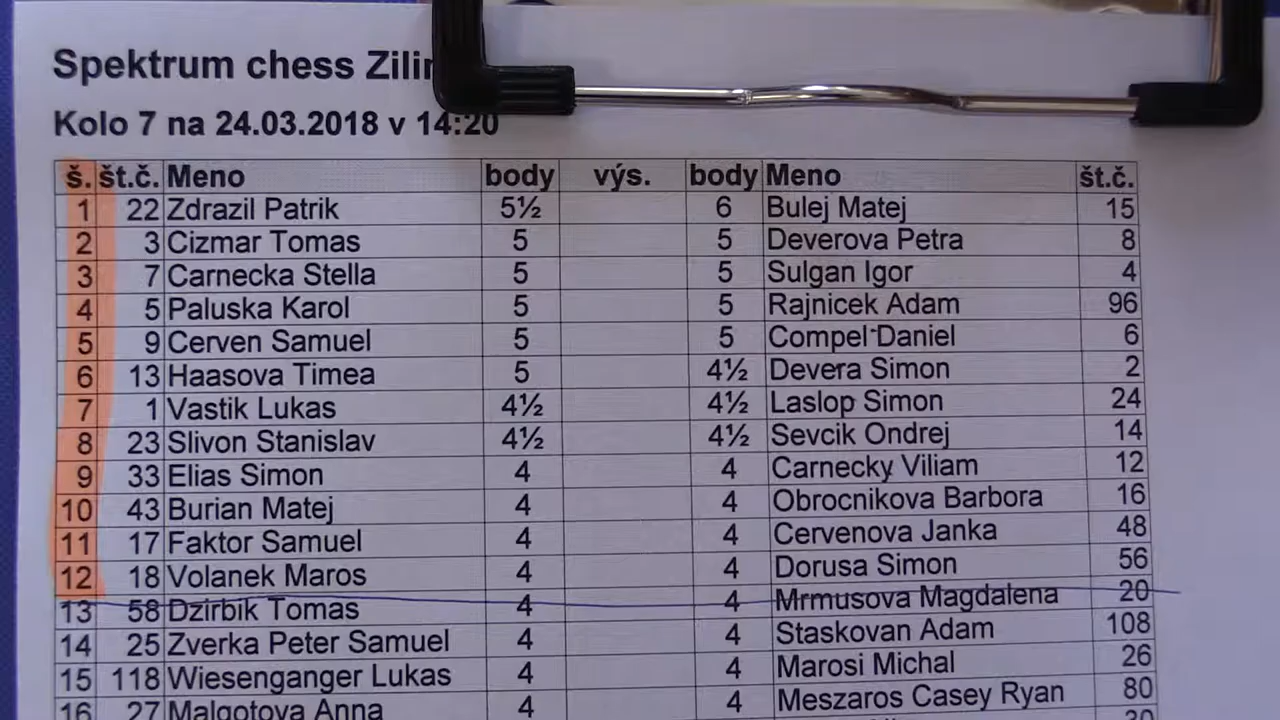 Spektrum chess Zilin
Kolo 7 na 24.03.2018 v 14:20
š. št.č. Meno body výs. body Meno št.č.
1 22 Zdrazil Patrik 5½ 6 Bulej Matej 15
2 3 Cizmar Tomas 5 5 Deverova Petra 8
3 7 Carnecka Stella 5 5 Sulgan Igor 4
4 5 Paluska Karol 5 5 Rajnicek Adam 96
5 9 Cerven Samuel 5 5 Compel Daniel 6
6 13 Haasova Timea 5 4½ Devera Simon 2
7 1 Vastik Lukas 4½ 4½ Laslop Simon 24
8 23 Slivon Stanislav 4½ 4½ Sevcik Ondrej 14
9 33 Elias Simon 4 4 Carnecky Viliam 12
10 43 Burian Matej 4 4 Obrocnikova Barbora 16
11 17 Faktor Samuel 4 4 Cervenova Janka 48
12 18 Volanek Maros 4 4 Dorusa Simon 56
13 58 Dzirbik Tomas 4 4 Mrmusova Magdalena 20
14 25 Zverka Peter Samuel 4 4 Staskovan Adam 108
15 118 Wiesenganger Lukas 4 4 Marosi Michal 26
16 27 Malgotova Anna 4 4 Meszaros Casey Ryan 80